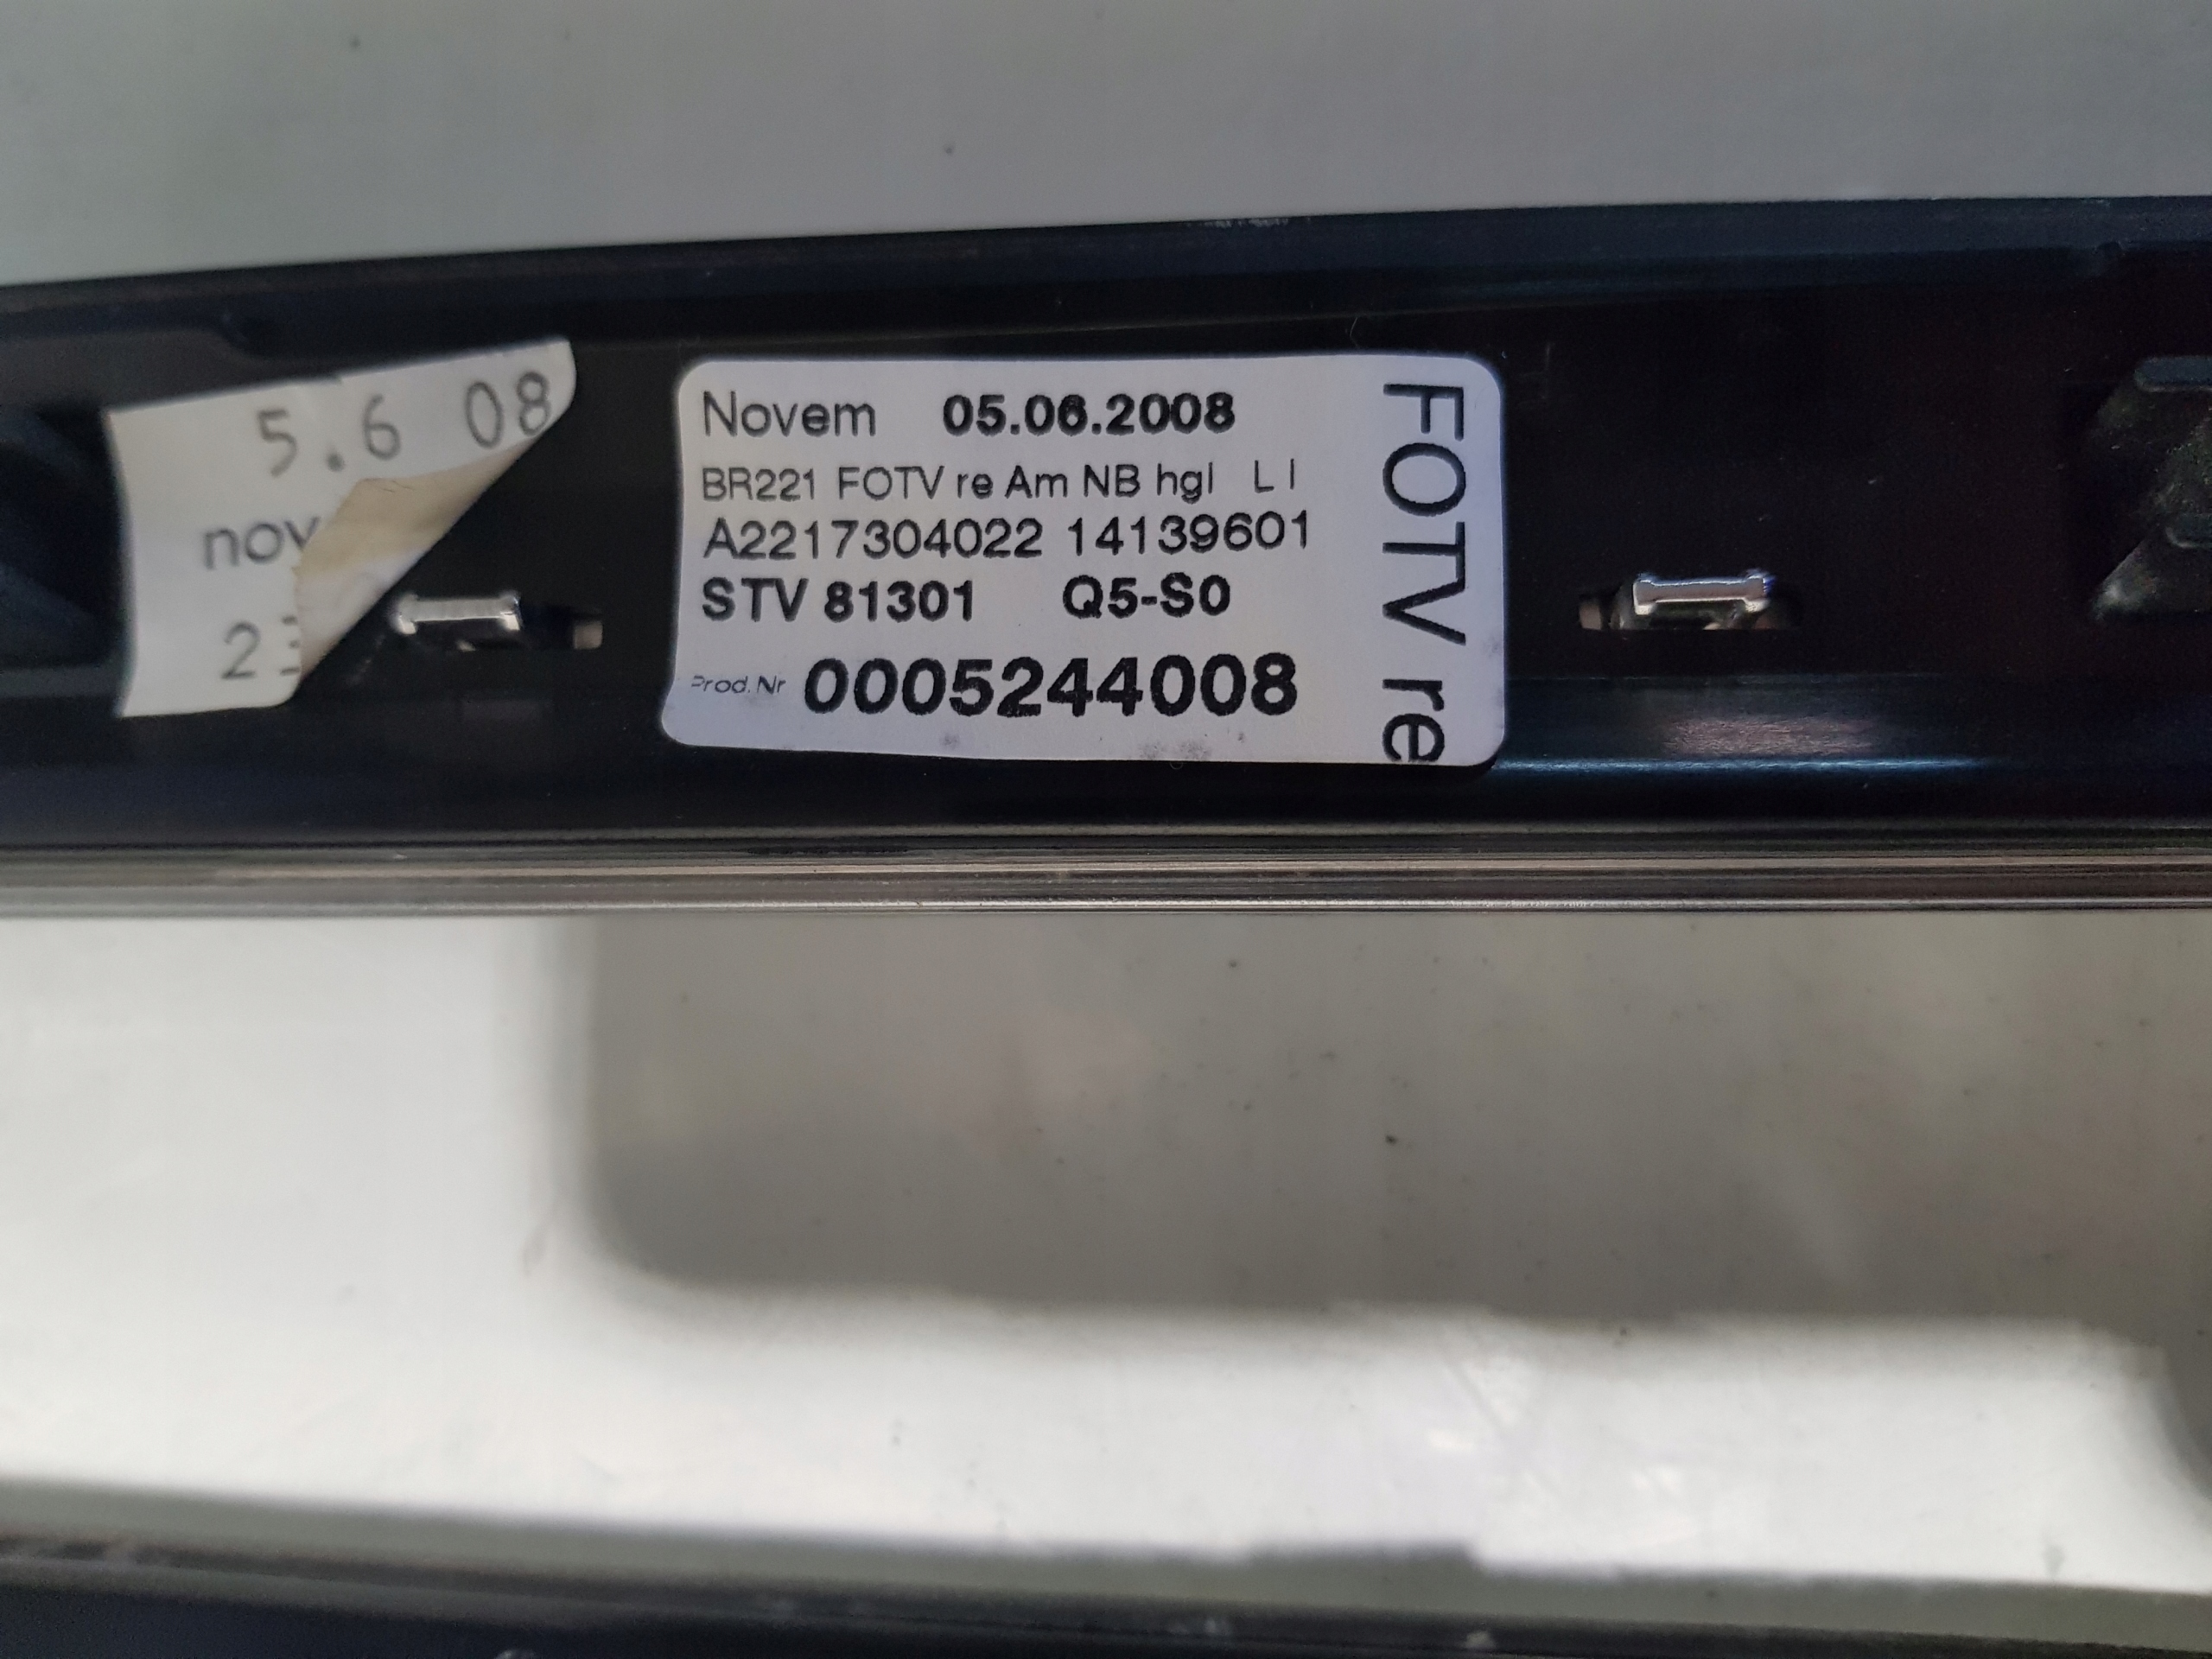 5.6 08
nov
2
Novem 05.06.2008
BR221 FOTV re Am NB hgl L I
A2217304022 14139601
STV 81301 Q5-S0
Prod.Nr 0005244008
FOTV re